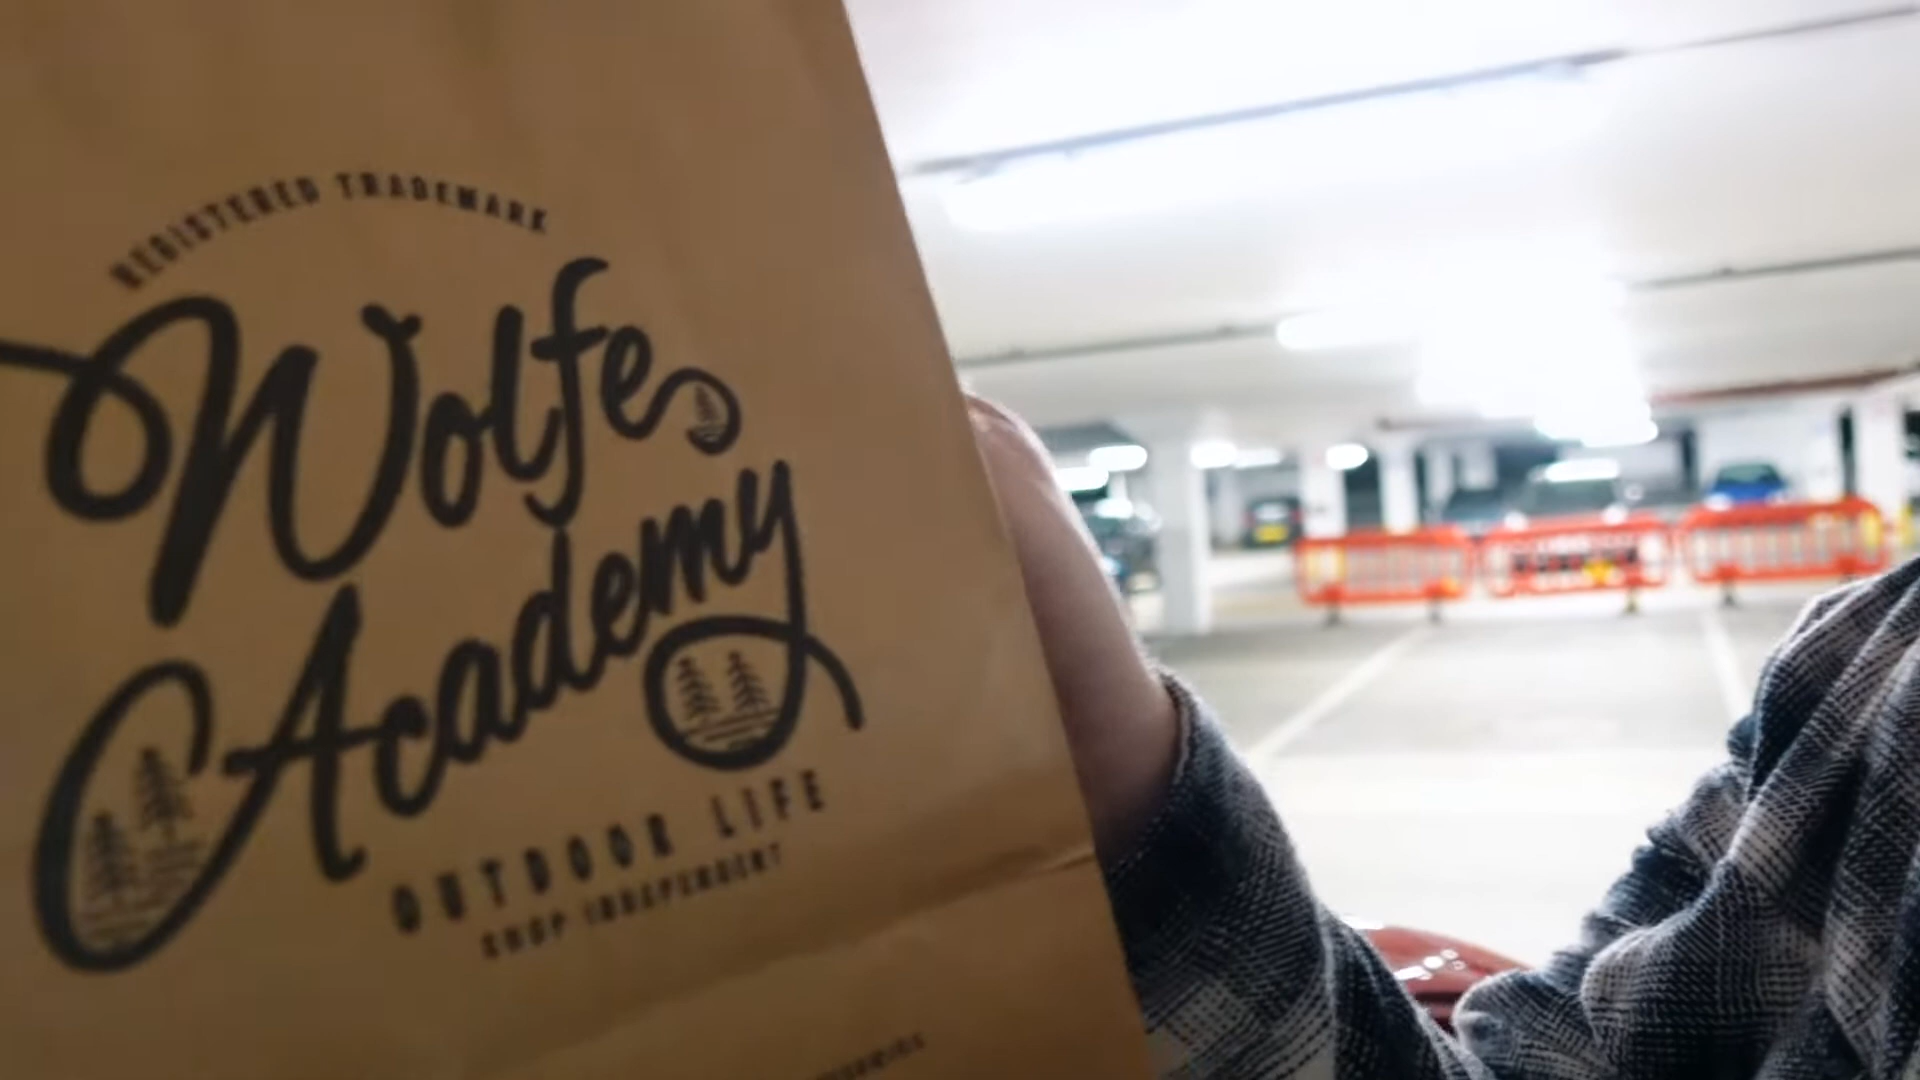 REGISTERED TRADEMARK
Wolfe
Academy
OUTDOOR LIFE
SHOP INDEPENDENT